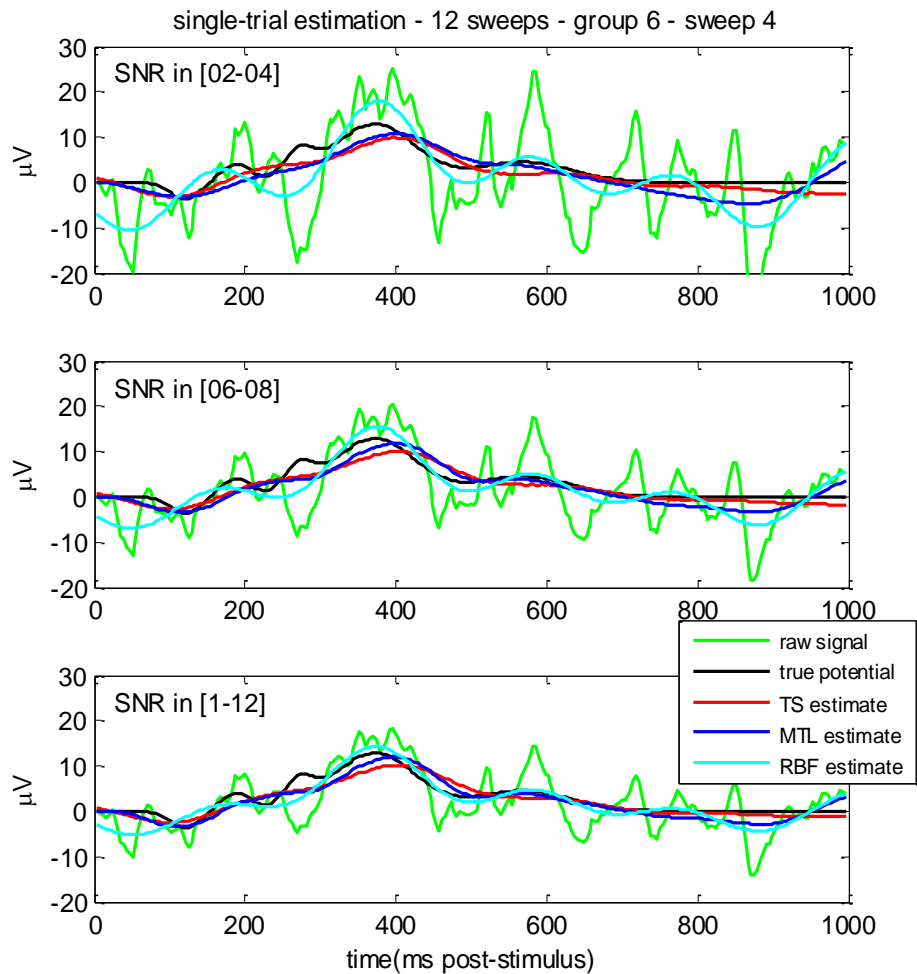 single-trial estimation - 12 sweeps - group 6 - sweep 4
30
20
10
0
-10
-20
μV
SNR in [02-04]
0 200 400 600 800 1000
30
20
10
0
-10
-20
μV
SNR in [06-08]
0 200 400 600 800 1000
30
20
10
0
-10
-20
μV
SNR in [1-12]
raw signal
true potential
TS estimate
MTL estimate
RBF estimate
0 200 400 600 800 1000
time(ms post-stimulus)